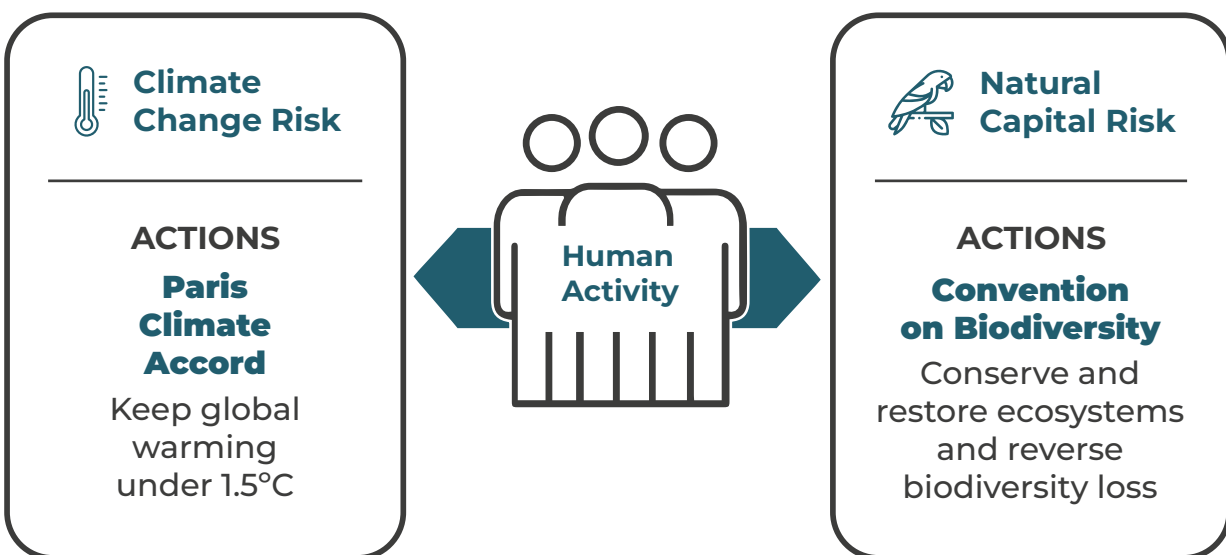 Climate
Change Risk
ACTIONS
Paris
Climate
Accord
Keep global
warming
under 1.5°C
Human
Activity
Natural
Capital Risk
ACTIONS
Convention
on Biodiversity
Conserve and
restore ecosystems
and reverse
biodiversity loss